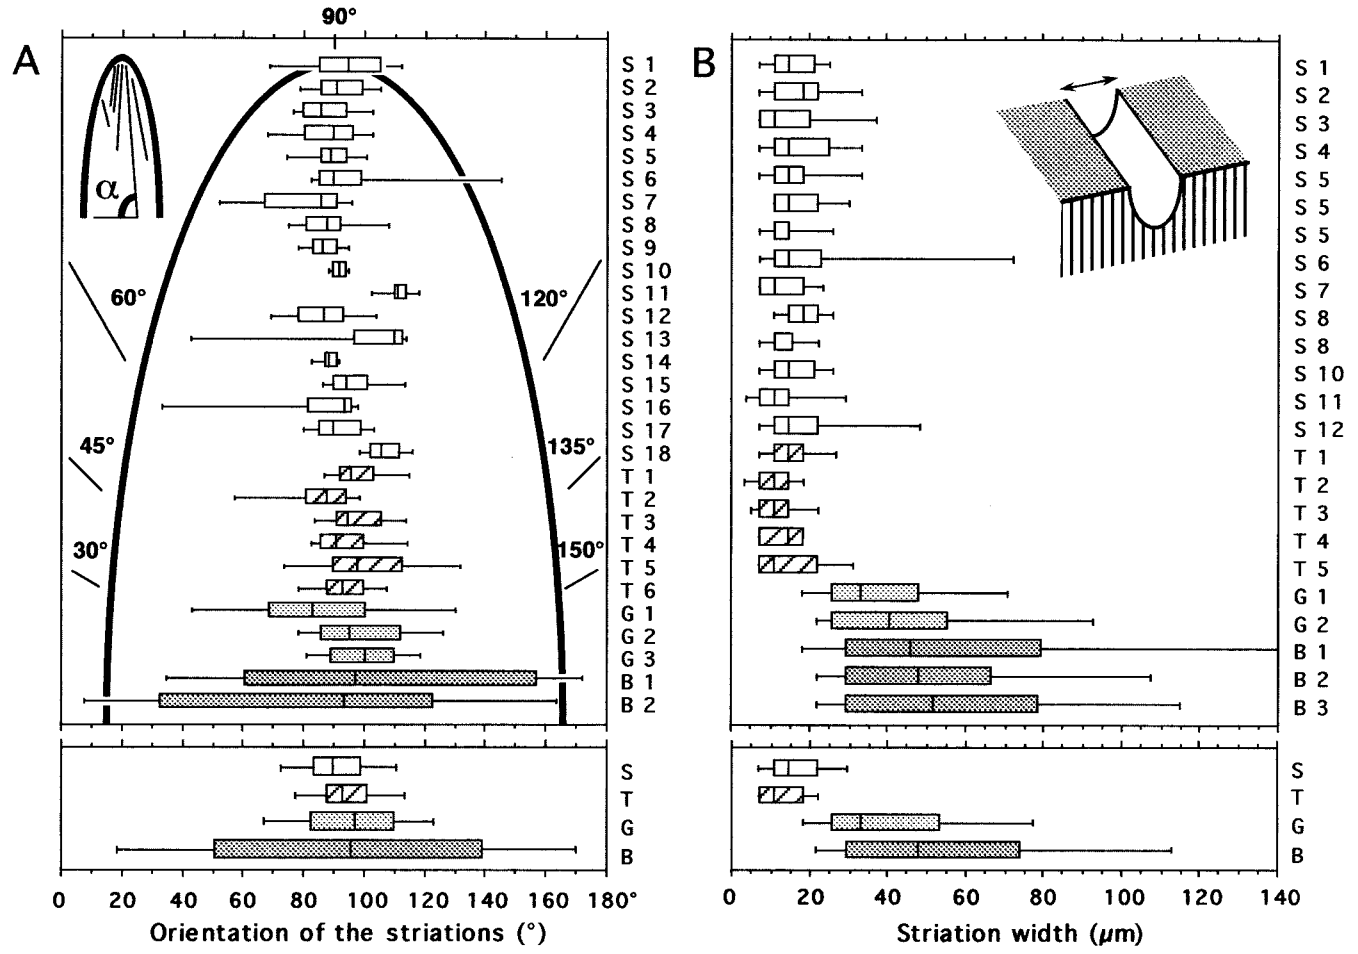 A
90°
α
60°
120°
45°
135°
30°
150°
S 1
S 2
S 3
S 4
S 5
S 6
S 7
S 8
S 9
S 10
S 11
S 12
S 13
S 14
S 15
S 16
S 17
S 18
T 1
T 2
T 3
T 4
T 5
T 6
G 1
G 2
G 3
B 1
B 2
S
T
G
B
0 20 40 60 80 100 120 140 160 180°
Orientation of the striations (°)
B
S 1
S 2
S 3
S 4
S 5
S 5
S 5
S 6
S 7
S 8
S 8
S 10
S 11
S 12
T 1
T 2
T 3
T 4
T 5
G 1
G 2
B 1
B 2
B 3
S
T
G
B
0 20 40 60 80 100 120 140
Striation width (µm)